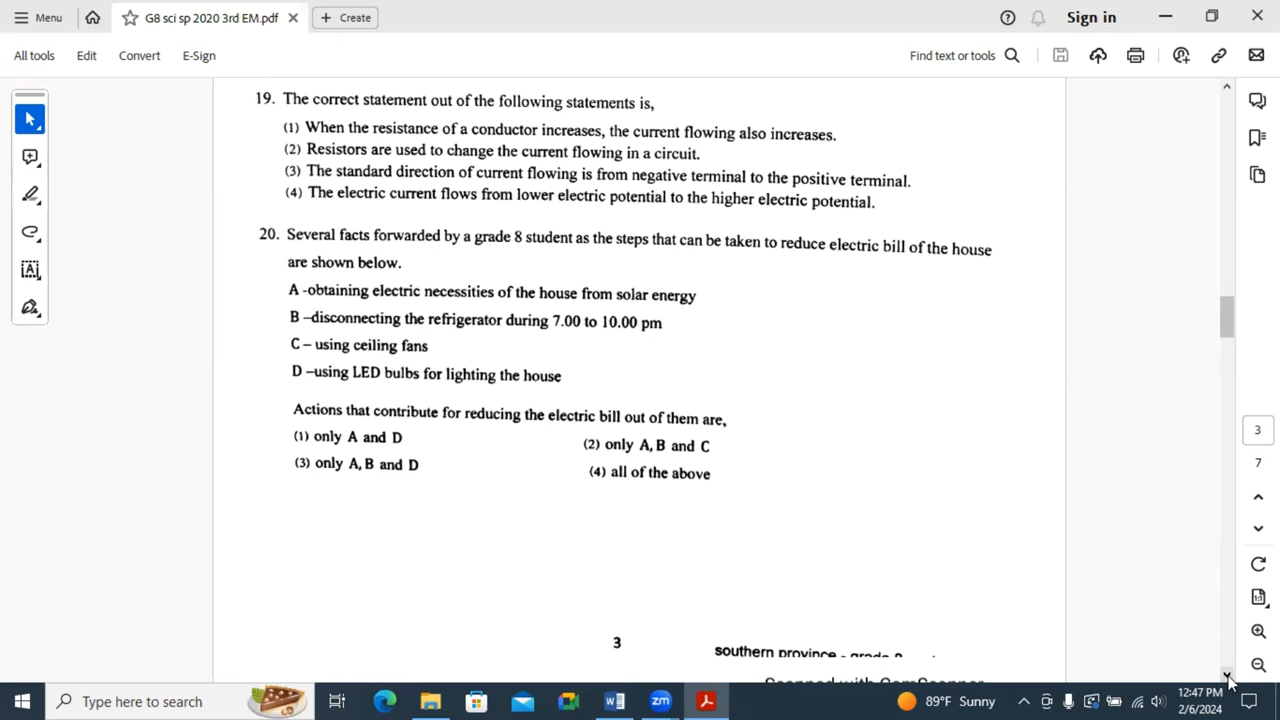 Menu
G8 sci sp 2020 3rd EM.pdf
Create
Sign in
All tools
Edit
Convert
E-Sign
Find text or tools
19. The correct statement out of the following statements is,
(1) When the resistance of a conductor increases, the current flowing also increases.
(2) Resistors are used to change the current flowing in a circuit.
(3) The standard direction of current flowing is from negative terminal to the positive terminal.
(4) The electric current flows from lower electric potential to the higher electric potential.
20. Several facts forwarded by a grade 8 student as the steps that can be taken to reduce electric bill of the house
are shown below.
A -obtaining electric necessities of the house from solar energy
B –disconnecting the refrigerator during 7.00 to 10.00 pm
C – using ceiling fans
D –using LED bulbs for lighting the house
Actions that contribute for reducing the electric bill out of them are,
(1) only A and D
(2) only A, B and C
(3) only A, B and D
(4) all of the above
3
southern province - grade
3
7
Type here to search
89°F Sunny
12:47 PM
2/6/2024